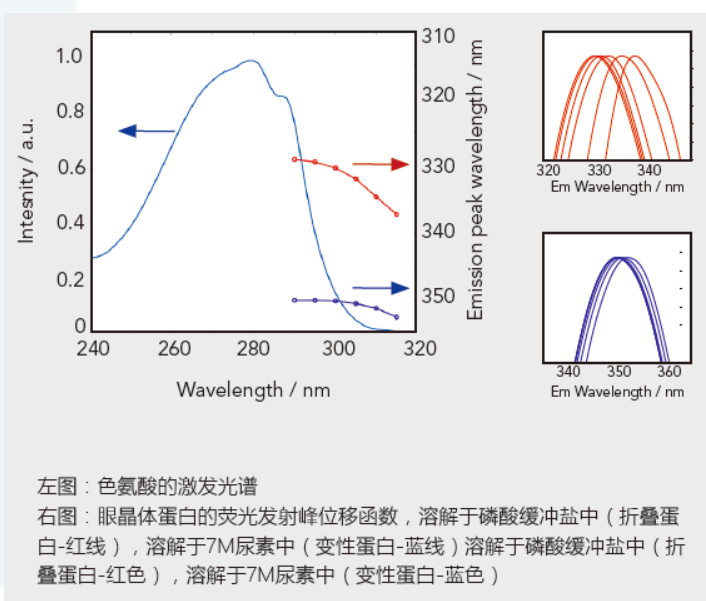 1.0
0.8
0.6
0.4
0.2
0
Intesnity / a.u.
240 260 280 300 320
Wavelength / nm
310
320
330
340
350
Emission peak wavelength / nm
320 330 340
Em Wavelength / nm
340 350 360
Em Wavelength / nm
左图：色氨酸的激发光谱
右图：眼晶体蛋白的荧光发射峰位移函数，溶解于磷酸缓冲盐中（折叠蛋
白-红线），溶解于7M尿素中（变性蛋白-蓝线）溶解于磷酸缓冲盐中（折
叠蛋白-红色），溶解于7M尿素中（变性蛋白-蓝色）